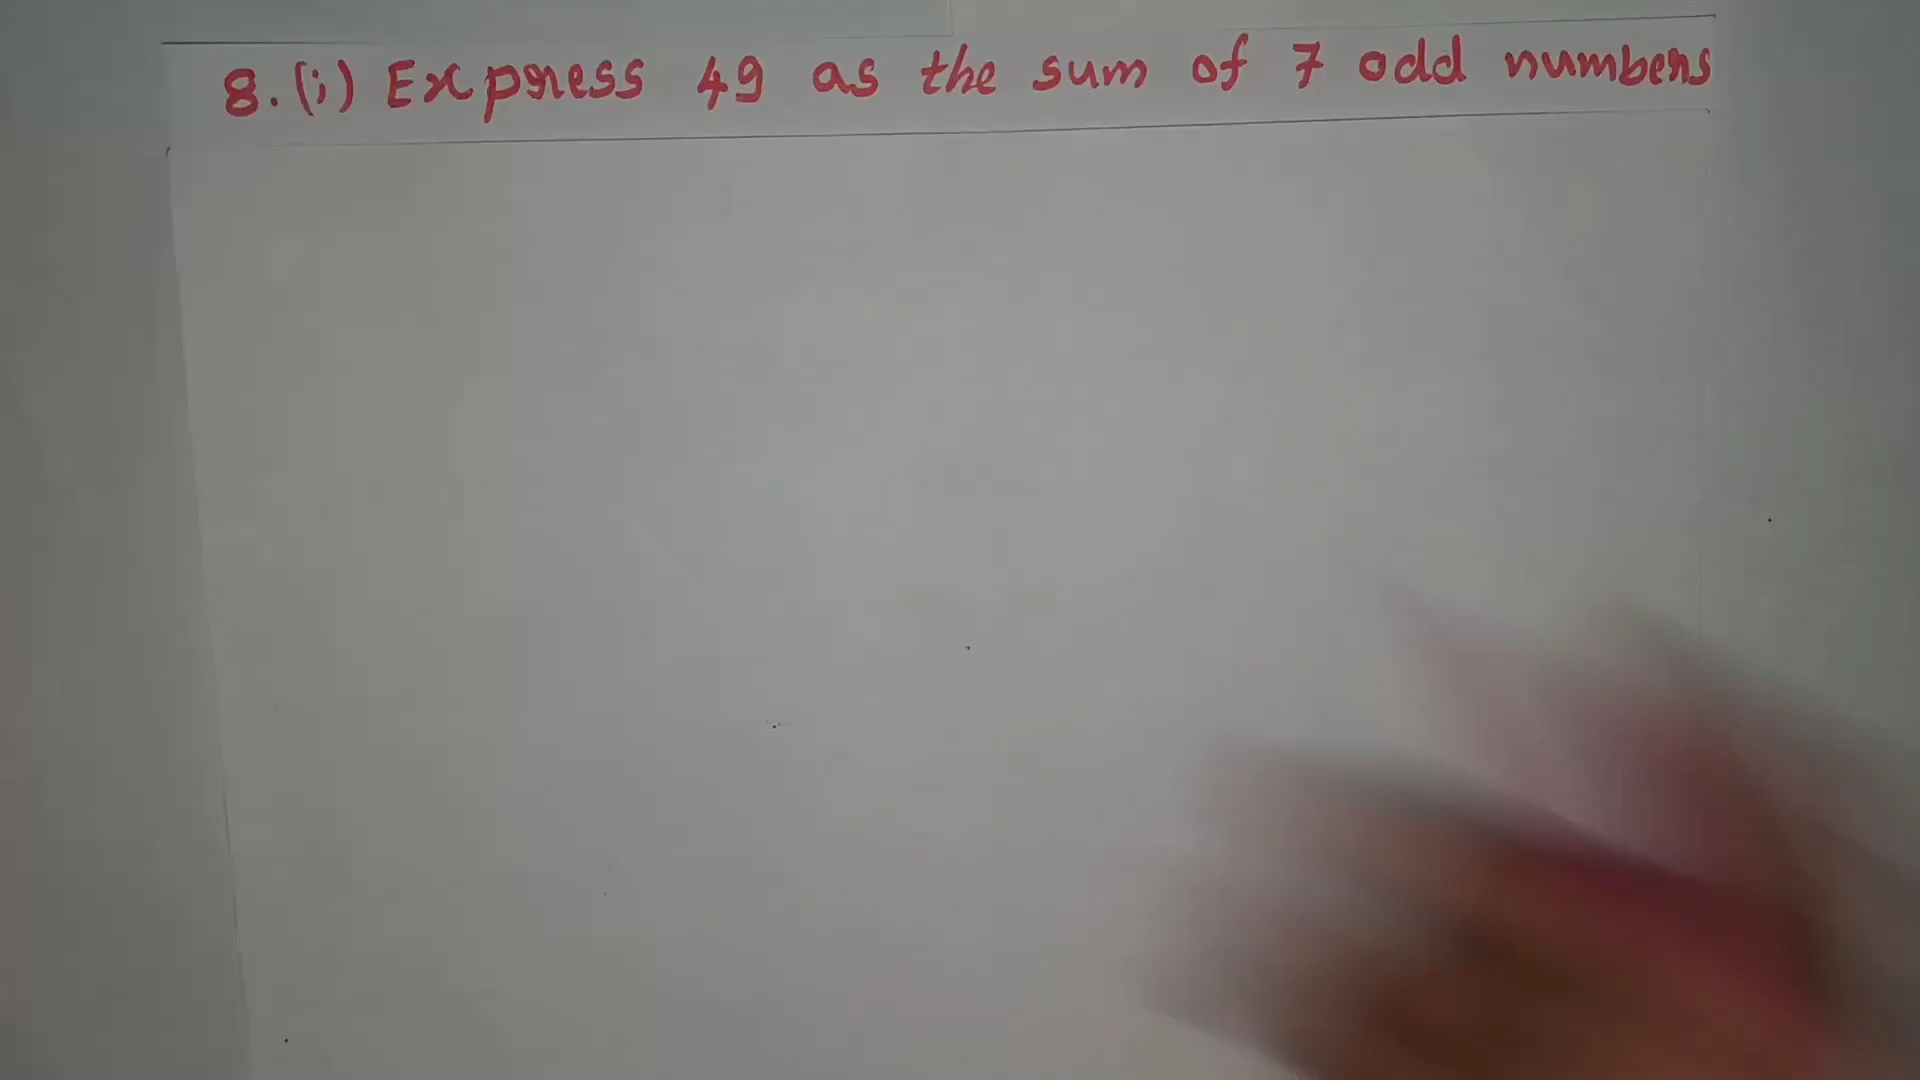 8. (i) Express 49 as the sum of 7 odd numbers